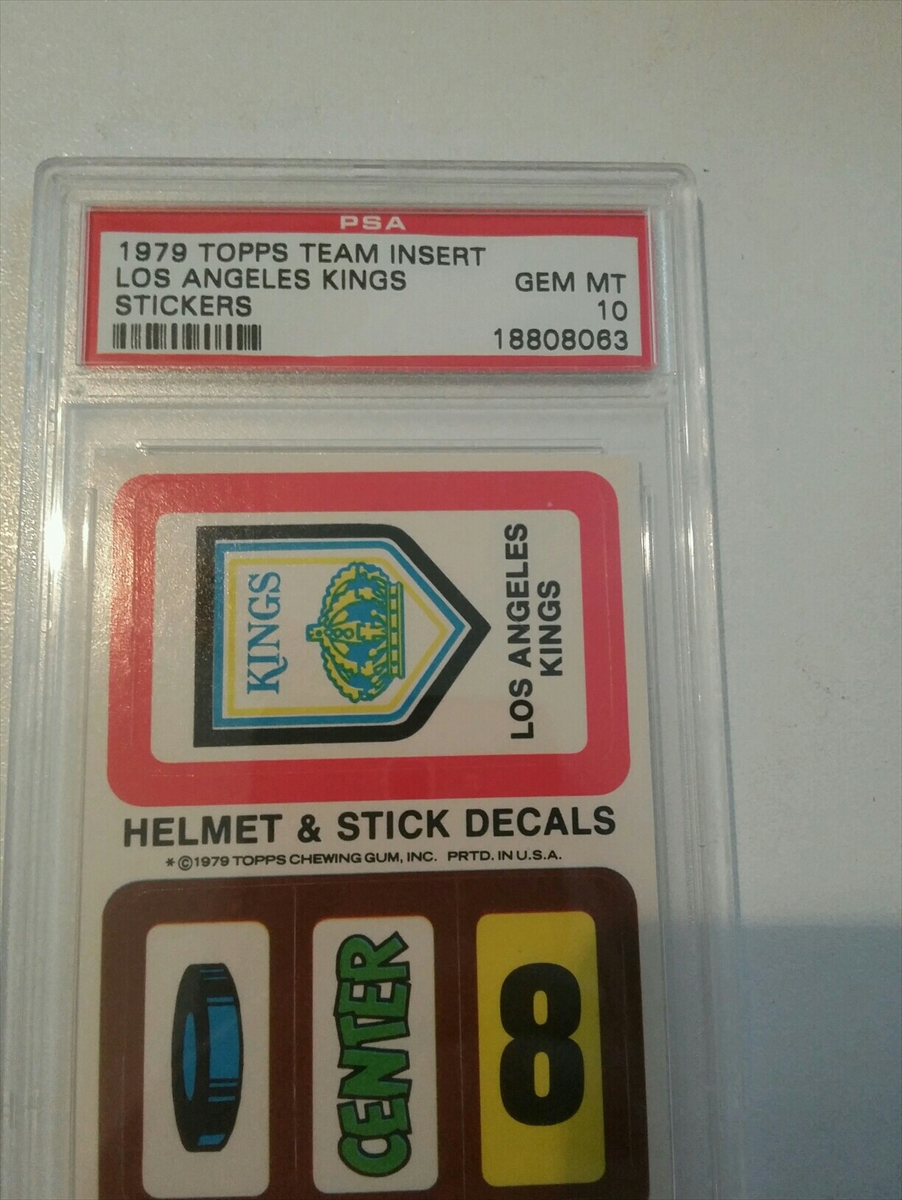 PSA
1979 TOPPS TEAM INSERT
LOS ANGELES KINGS
STICKERS
GEM MT
10
18808063
KINGS
LOS ANGELES
KINGS
HELMET & STICK DECALS
*©1979 TOPPS CHEWING GUM, INC. PRTD. IN U.S.A.
CENTER
8